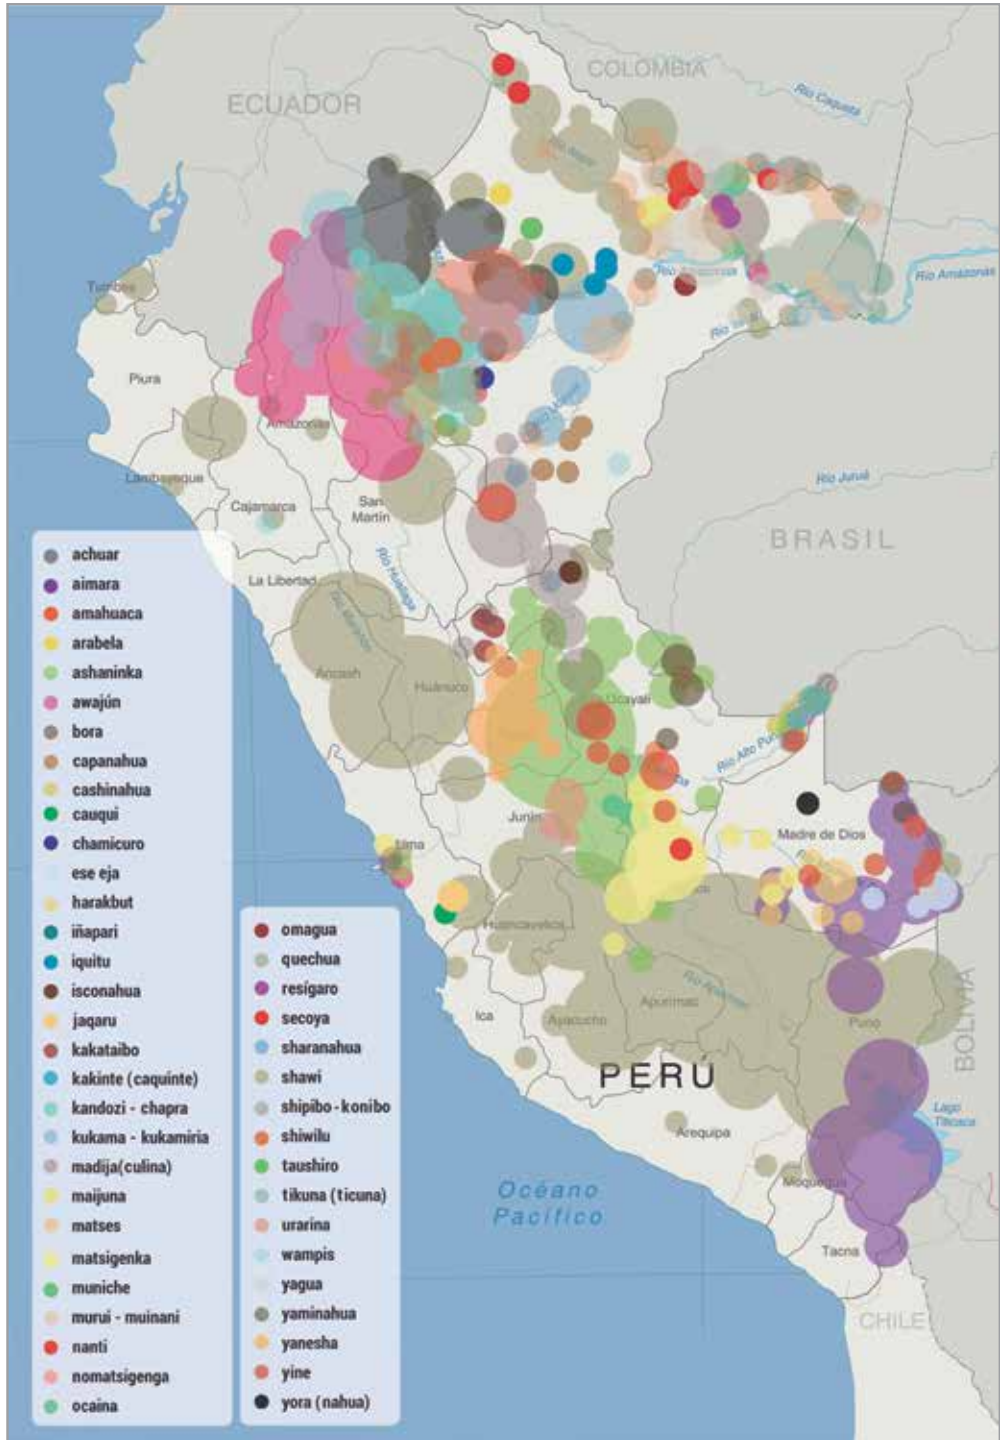 COLOMBIA
ECUADOR
Río Caquetá
Río Napo
Río Amazonas
Río Amazonas
Tumbes
Piura
Amazonas
Lambayeque
Cajamarca
San
Martín
Río Juruá
BRASIL
Río Huallaga
La Libertad
Río Marañón
Ancash
Huánuco
Ucayali
Junín
Madre de Dios
Lima
Huancavelica
Río Apurímac
Apurímac
Ica
Ayacucho
Puno
BOLIVIA
PERÚ
Lago
Titicaca
Arequipa
Moquegua
Océano
Pacífico
Tacna
CHILE
achuar
aimara
amahuaca
arabela
ashaninka
awajún
bora
capanahua
cashinahua
cauqui
chamicuro
ese eja
harakbut
iñapari
iquitu
isconahua
jaqaru
kakataibo
kakinte (caquinte)
kandozi - chapra
kukama - kukamiria
madija(culina)
maijuna
matses
matsigenka
muniche
murui - muinani
nanti
nomatsigenga
ocaina
omagua
quechua
resígaro
secoya
sharanahua
shawi
shipibo - konibo
shiwilu
taushiro
tikuna (ticuna)
urarina
wampis
yagua
yaminahua
yanesha
yine
yora (nahua)